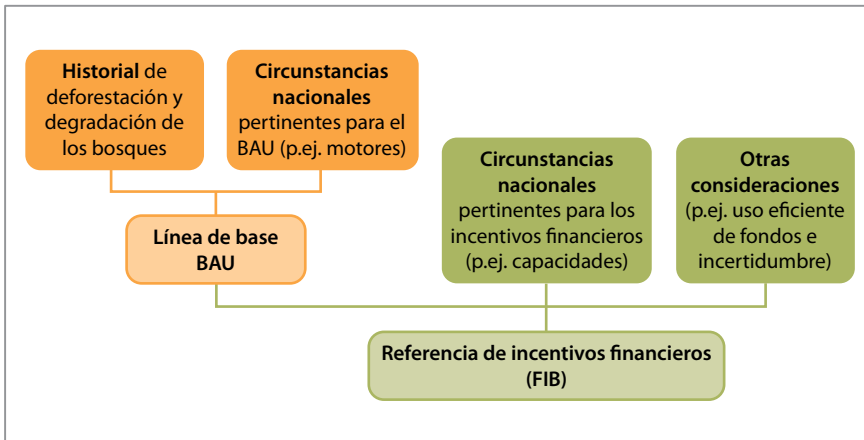 Historial de
deforestación y
degradación de
los bosques
Circunstancias
nacionales
pertinentes para el
BAU (p.ej. motores)
Circunstancias
nacionales
pertinentes para los
incentivos financieros
(p.ej. capacidades)
Otras
consideraciones
(p.ej. uso eficiente
de fondos e
incertidumbre)
Línea de base
BAU
Referencia de incentivos financieros
(FIB)